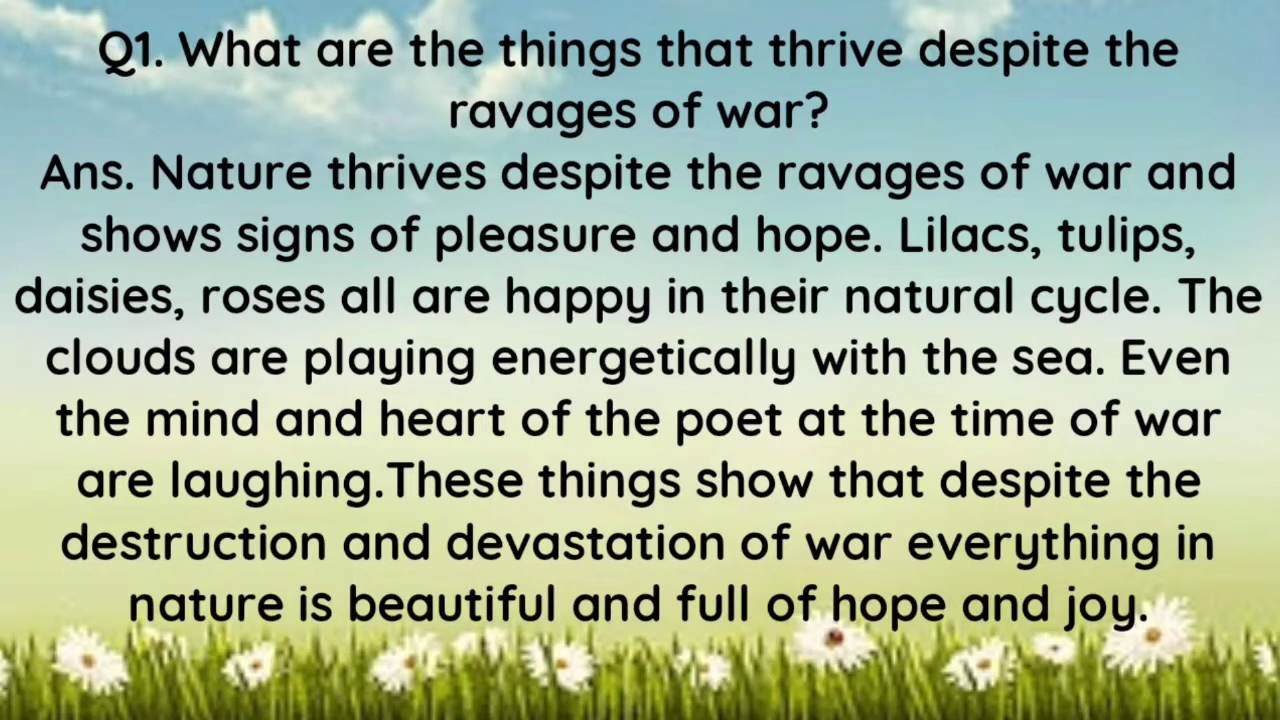 Q1. What are the things that thrive despite the
ravages of war?
Ans. Nature thrives despite the ravages of war and
shows signs of pleasure and hope. Lilacs, tulips,
daisies, roses all are happy in their natural cycle. The
clouds are playing energetically with the sea. Even
the mind and heart of the poet at the time of war
are laughing.These things show that despite the
destruction and devastation of war everything in
nature is beautiful and full of hope and joy.